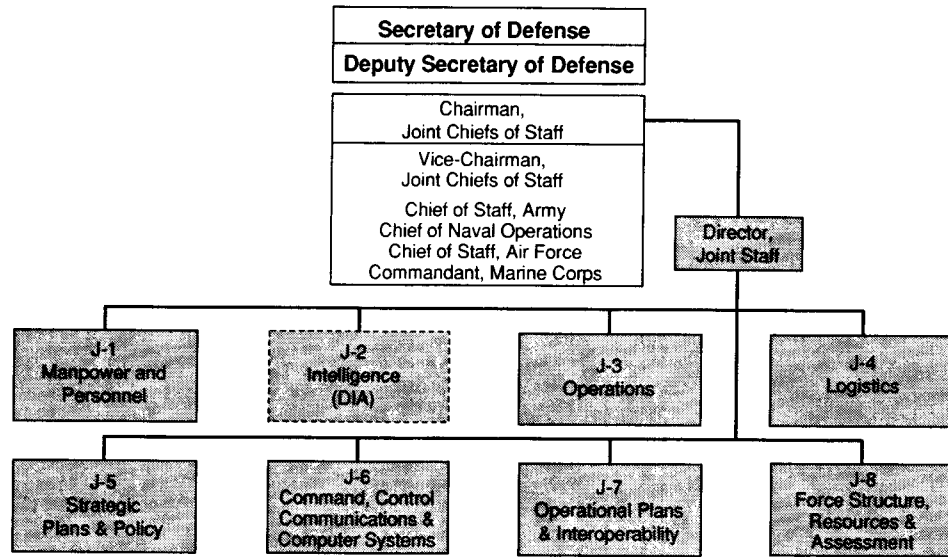 Secretary of Defense
Deputy Secretary of Defense
Chairman,
Joint Chiefs of Staff
Vice-Chairman,
Joint Chiefs of Staff
Chief of Staff, Army
Chief of Naval Operations
Chief of Staff, Air Force
Commandant, Marine Corps
Director,
Joint Staff
J-1
Manpower and
Personnel
J-2
Intelligence
(DIA)
J-3
Operations
J-4
Logistics
J-5
Strategic
Plans & Policy
J-6
Command, Control
Communications &
Computer Systems
J-7
Operational Plans
& Interoperability
J-8
Force Structure,
Resources &
Assessment